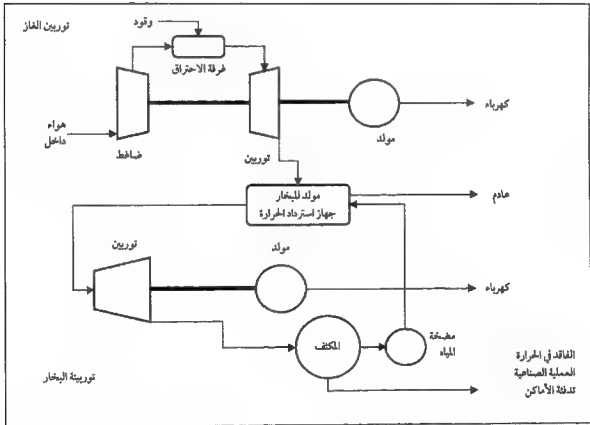 توربين الغاز
وقود
غرفة الاحتراق
هواء
داخل
ضاغط
توربين
مولد
كهرباء
مولد للبخار
جهاز استرداد الحرارة
عادم
توربين
مولد
كهرباء
المكثف
مضخة
المياه
توربينة البخار
الفاقد في الحرارة
العملية الصناعية
تدفئة الأماكن